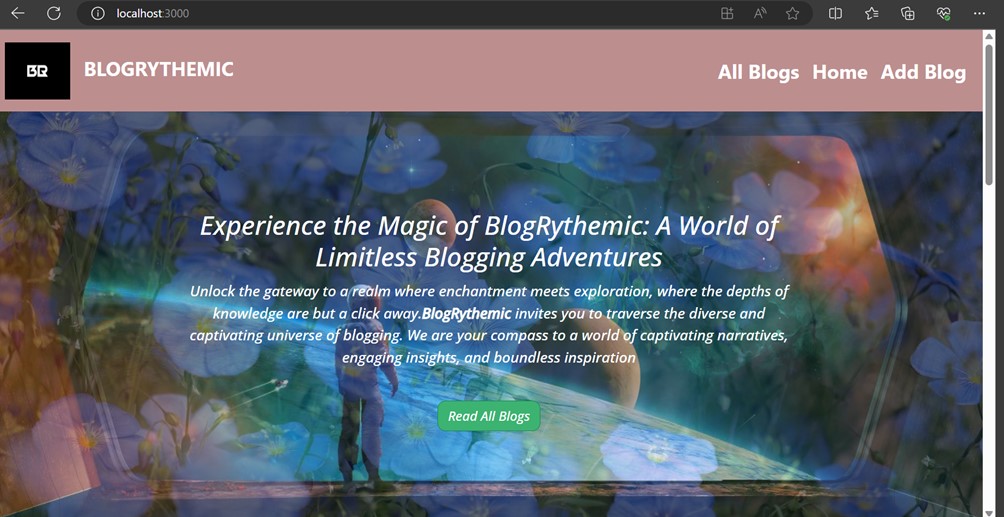 localhost:3000
BR
BLOGRYTHEMIC
All Blogs Home Add Blog
Experience the Magic of BlogRythemic: A World of
Limitless Blogging Adventures
Unlock the gateway to a realm where enchantment meets exploration, where the depths of
knowledge are but a click away.BlogRythemic invites you to traverse the diverse and
captivating universe of blogging. We are your compass to a world of captivating narratives,
engaging insights, and boundless inspiration
Read All Blogs